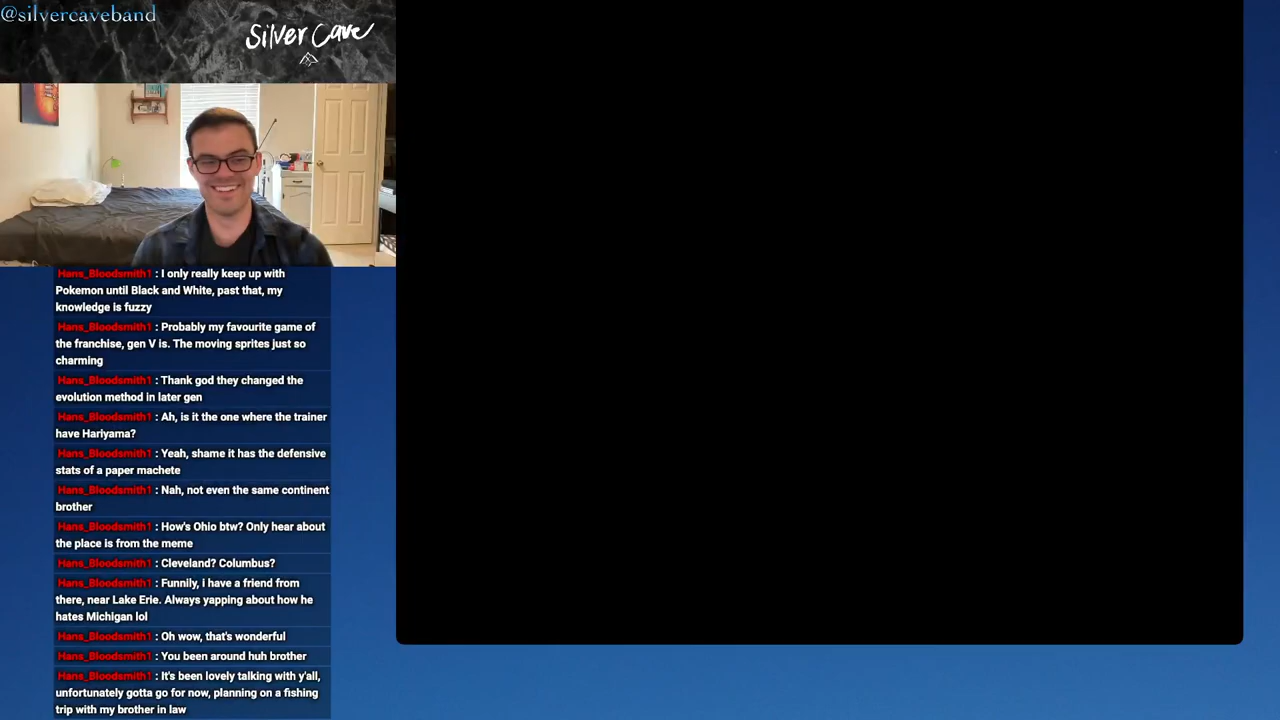 @silvercaveband
Silver Cave
Hans_Bloodsmith1 : I only really keep up with
Pokemon until Black and White, past that, my
knowledge is fuzzy
Hans_Bloodsmith1 : Probably my favourite game of
the franchise, gen V is. The moving sprites just so
charming
Hans_Bloodsmith1 : Thank god they changed the
evolution method in later gen
Hans_Bloodsmith1 : Ah, is it the one where the trainer
have Hariyama?
Hans_Bloodsmith1 : Yeah, shame it has the defensive
stats of a paper machete
Hans_Bloodsmith1 : Nah, not even the same continent
brother
Hans_Bloodsmith1 : How's Ohio btw? Only hear about
the place is from the meme
Hans_Bloodsmith1 : Cleveland? Columbus?
Hans_Bloodsmith1 : Funnily, i have a friend from
there, near Lake Erie. Always yapping about how he
hates Michigan lol
Hans_Bloodsmith1 : Oh wow, that's wonderful
Hans_Bloodsmith1 : You been around huh brother
Hans_Bloodsmith1 : It's been lovely talking with y'all,
unfortunately gotta go for now, planning on a fishing
trip with my brother in law